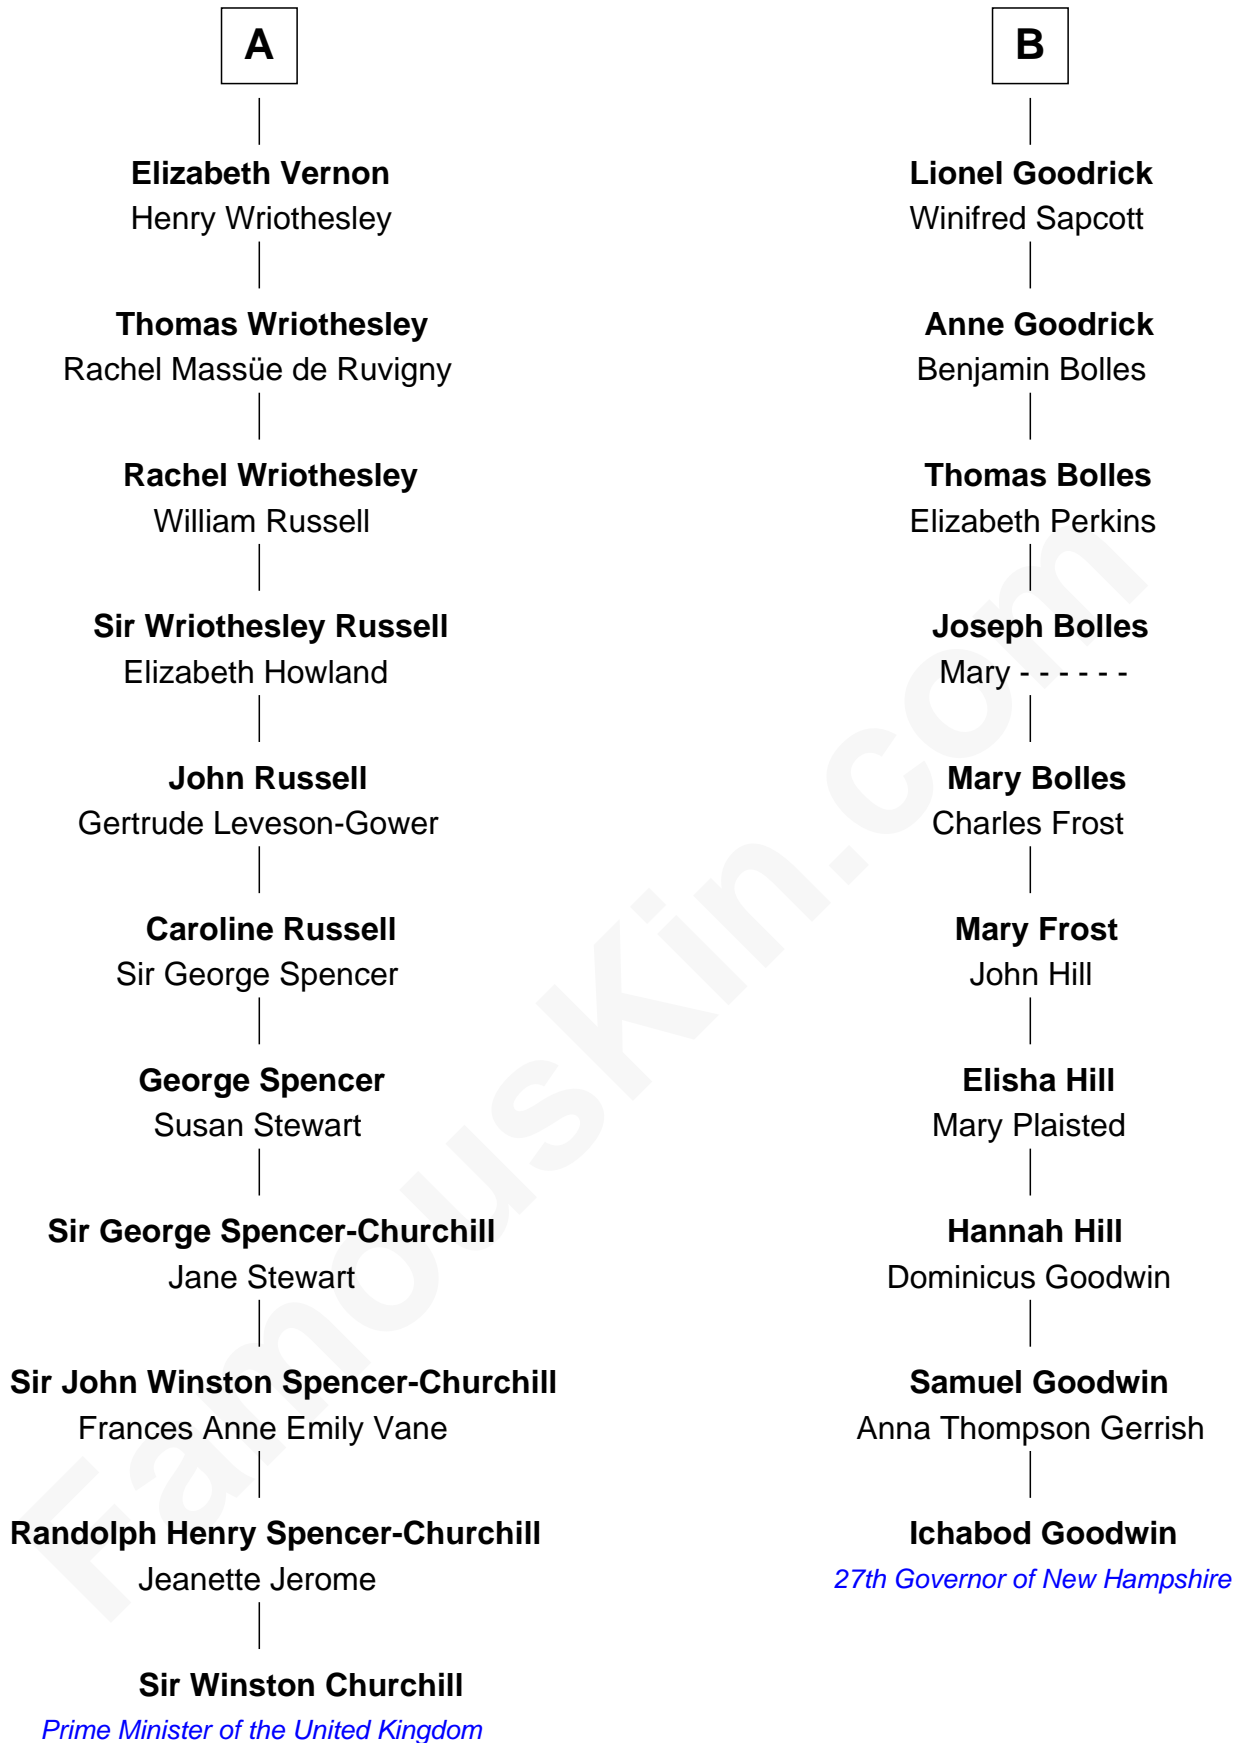 A
Elizabeth Vernon
Henry Wriothesley
Thomas Wriothesley
Rachel Massüe de Ruvigny
Rachel Wriothesley
William Russell
Sir Wriothesley Russell
Elizabeth Howland
John Russell
Gertrude Leveson-Gower
Caroline Russell
Sir George Spencer
George Spencer
Susan Stewart
Sir George Spencer-Churchill
Jane Stewart
Sir John Winston Spencer-Churchill
Frances Anne Emily Vane
Randolph Henry Spencer-Churchill
Jeanette Jerome
Sir Winston Churchill
Prime Minister of the United Kingdom
B
Lionel Goodrick
Winifred Sapcott
Anne Goodrick
Benjamin Bolles
Thomas Bolles
Elizabeth Perkins
Joseph Bolles
Mary - - - - - -
Mary Bolles
Charles Frost
Mary Frost
John Hill
Elisha Hill
Mary Plaisted
Hannah Hill
Dominicus Goodwin
Samuel Goodwin
Anna Thompson Gerrish
Ichabod Goodwin
27th Governor of New Hampshire
FamousKin.com